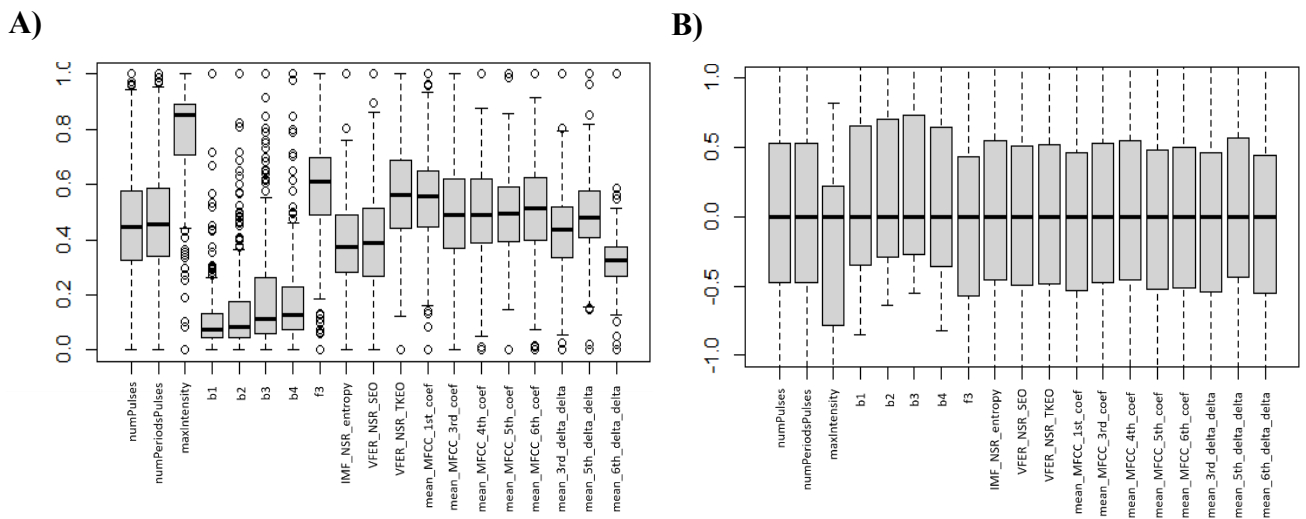 A)
B)
0.0 0.2 0.4 0.6 0.8 1.0
numPulses
numPeriodsPulses
maxIntensity
b1
b2
b3
b4
f3
IMF_NSR_entropy
VFER_NSR_SEO
VFER_NSR_TKEO
mean_MFCC_1st_coef
mean_MFCC_3rd_coef
mean_MFCC_4th_coef
mean_MFCC_5th_coef
mean_MFCC_6th_coef
mean_3rd_delta_delta
mean_5th_delta_delta
mean_6th_delta_delta
-1.0 -0.5 0.0 0.5 1.0
numPulses
numPeriodsPulses
maxIntensity
b1
b2
b3
b4
f3
IMF_NSR_entropy
VFER_NSR_SEO
VFER_NSR_TKEO
mean_MFCC_1st_coef
mean_MFCC_3rd_coef
mean_MFCC_4th_coef
mean_MFCC_5th_coef
mean_MFCC_6th_coef
mean_3rd_delta_delta
mean_5th_delta_delta
mean_6th_delta_delta